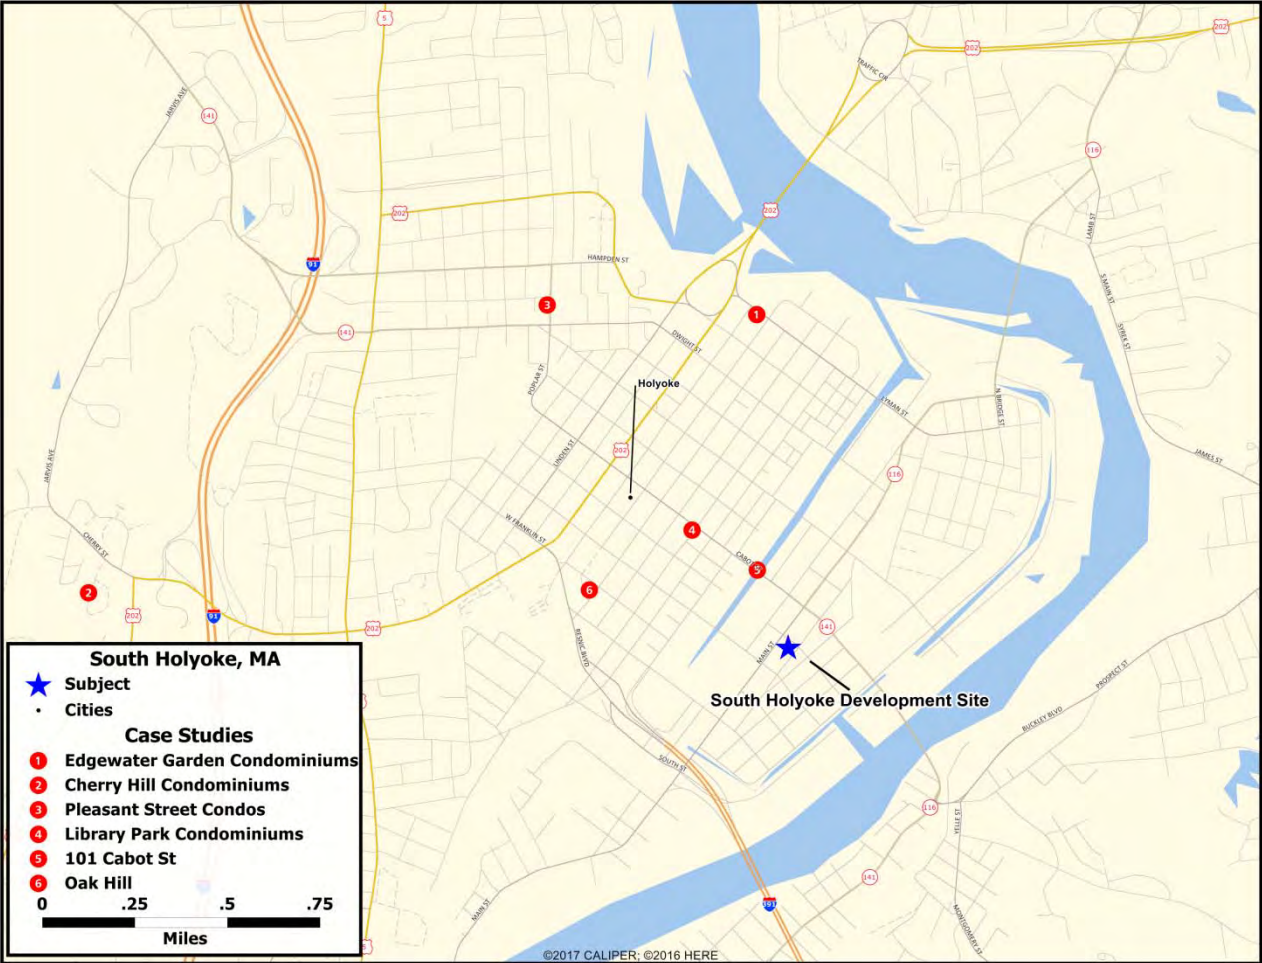 5
202
202
JARVIS AVE
141
TRAFFIC CIR
116
202
202
LAMB ST
91
HAMPDEN ST
S MAIN ST
3
1
141
DWIGHT ST
SYREK ST
POPLAR ST
Holyoke
LYMAN ST
N BRIDGE ST
LINDEN ST
202
JARVIS AVE
116
JAMES ST
W FRANKLIN ST
4
CHERRY ST
CABOT
5
2
6
202
91
202
141
RESNIC BLVD
MAIN ST
PROSPECT ST
South Holyoke Development Site
BUCKLEY BLVD
SOUTH ST
116
YELLE ST
141
MAIN ST
391
MONTGOMERY ST
South Holyoke, MA
Subject
Cities
Case Studies
1 Edgewater Garden Condominiums
2 Cherry Hill Condominiums
3 Pleasant Street Condos
4 Library Park Condominiums
5 101 Cabot St
6 Oak Hill
0 .25 .5 .75
Miles
©2017 CALIPER; ©2016 HERE